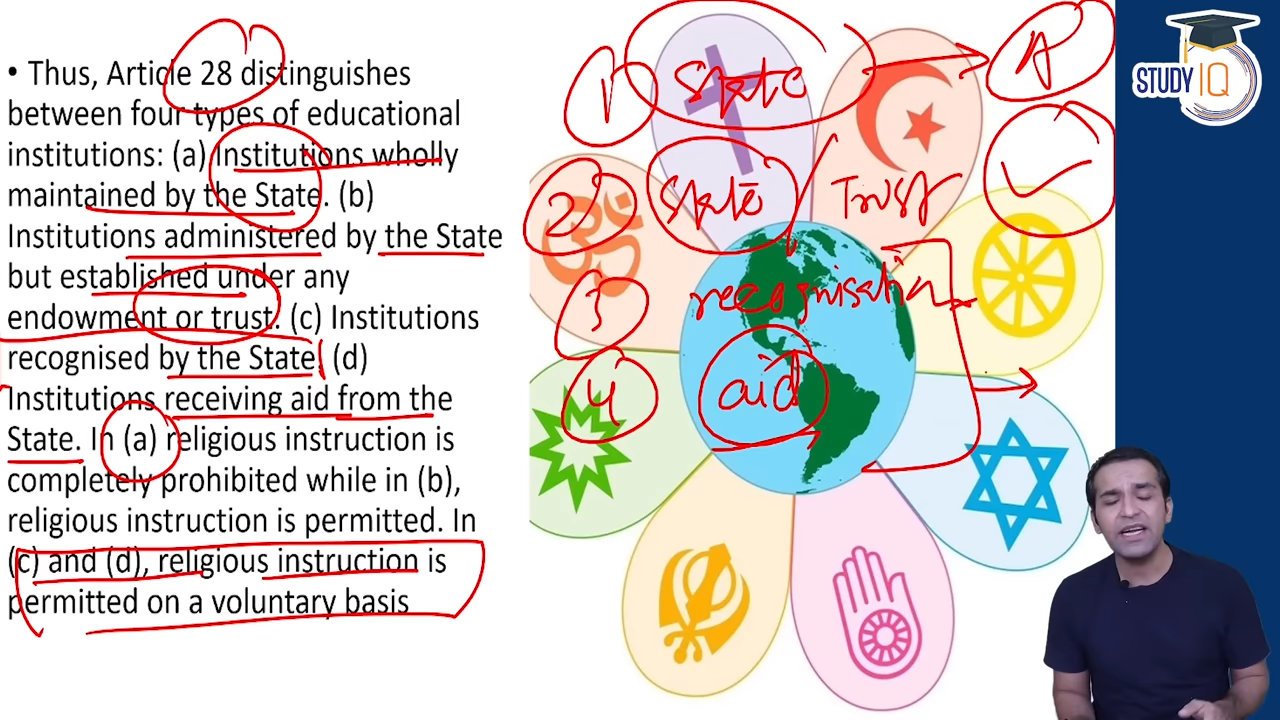 • Thus, Article 28 distinguishes
between four types of educational
institutions: (a) Institutions wholly
maintained by the State. (b)
Institutions administered by the State
but established under any
endowment or trust. (c) Institutions
recognised by the State. (d)
Institutions receiving aid from the
State. In (a) religious instruction is
completely prohibited while in (b),
religious instruction is permitted. In
(c) and (d), religious instruction is
permitted on a voluntary basis
1 State →
2 State / Trust
3 recognisation
4 aid
STUDY IQ